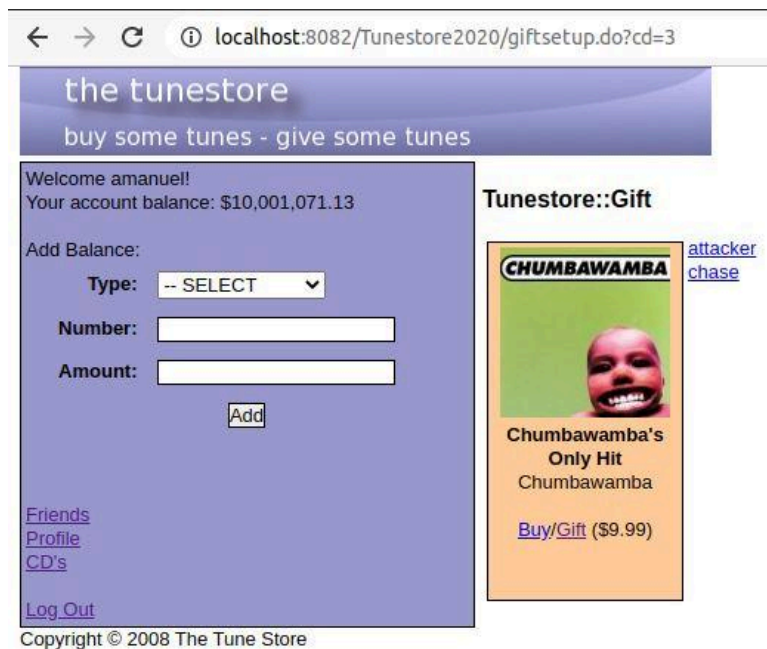 localhost:8082/Tunestore2020/giftsetup.do?cd=3
the tunestore
buy some tunes - give some tunes
Welcome amanuel!
Your account balance: $10,001,071.13
Add Balance:
Type: -- SELECT
Number:
Amount:
Add
Friends
Profile
CD's
Log Out
Tunestore::Gift
CHUMBAWAMBA
Chumbawamba's
Only Hit
Chumbawamba
Buy/Gift ($9.99)
attacker
chase
Copyright © 2008 The Tune Store